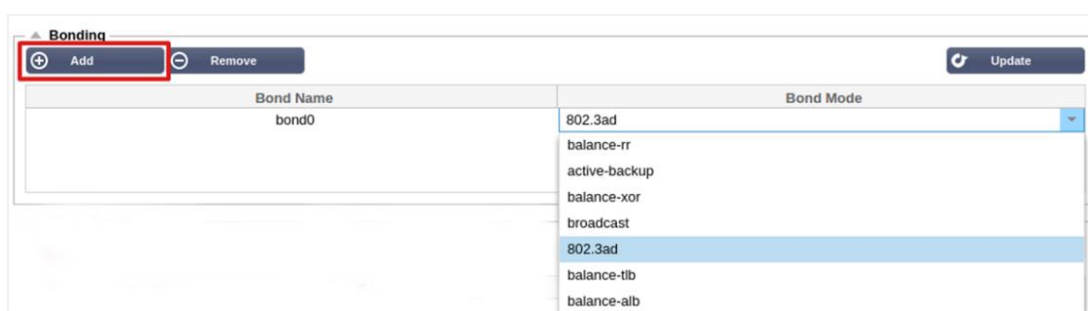 Bonding
Add Remove Update
Bond Name Bond Mode
bond0 802.3ad
balance-rr
active-backup
balance-xor
broadcast
802.3ad
balance-tlb
balance-alb